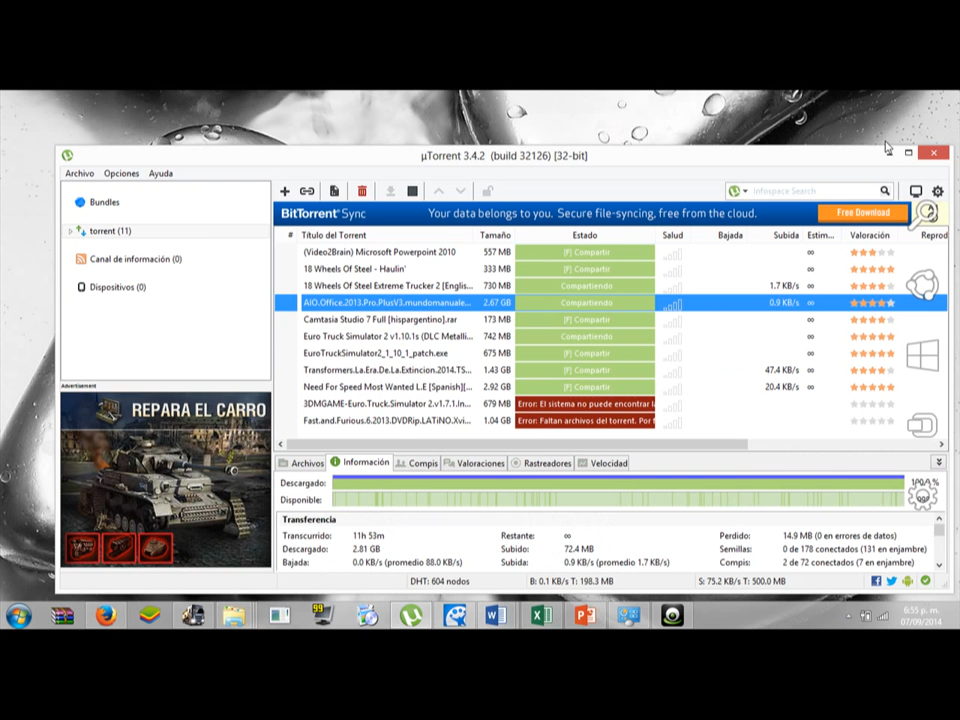 µTorrent 3.4.2 (build 32126) [32-bit]
Archivo Opciones Ayuda
Infospace Search
Bundles
torrent (11)
Canal de información (0)
Dispositivos (0)
BitTorrent Sync Your data belongs to you. Secure file-syncing, free from the cloud. Free Download
# Título del Torrent Tamaño Estado Salud Bajada Subida Estim... Valoración Reprod
(Video2Brain) Microsoft Powerpoint 2010 557 MB [F] Compartir ∞
18 Wheels Of Steel - Haulin' 333 MB [F] Compartir ∞
18 Wheels Of Steel Extreme Trucker 2 [Englis... 730 MB Compartiendo 1.7 KB/s ∞
AIO.Office.2013.Pro.PlusV3.mundomanuale... 2.67 GB Compartiendo 0.9 KB/s ∞
Camtasia Studio 7 Full [hispargentino].rar 173 MB [F] Compartir ∞
Euro Truck Simulator 2 v1.10.1s (DLC Metalli... 742 MB Compartiendo ∞
EuroTruckSimulator2_1_10_1_patch.exe 675 MB [F] Compartir ∞
Transformers.La.Era.De.La.Extincion.2014.TS... 1.43 GB [F] Compartir 47.4 KB/s ∞
Need For Speed Most Wanted L.E [Spanish][... 2.92 GB [F] Compartir 20.4 KB/s ∞
3DMGAME-Euro.Truck.Simulator 2.v1.7.1.In... 679 MB Error: El sistema no puede encontrar l
Fast.and.Furious.6.2013.DVDRip.LATiNO.Xvi... 1.04 GB Error: Faltan archivos del torrent. Por f
Advertisement
REPARA EL CARRO
Archivos Información Compis Valoraciones Rastreadores Velocidad
Descargado:
Disponible:
Transferencia
Transcurrido: 11h 53m Restante: ∞ Perdido: 14.9 MB (0 en errores de datos)
Descargado: 2.81 GB Subido: 72.4 MB Semillas: 0 de 178 conectados (131 en enjambre)
Bajada: 0.0 KB/s (promedio 88.0 KB/s) Subida: 0.9 KB/s (promedio 1.7 KB/s) Compis: 2 de 72 conectados (7 en enjambre)
DHT: 604 nodos B: 0.1 KB/s T: 198.3 MB S: 75.2 KB/s T: 500.0 MB
99
6:55 p. m.
07/09/2014